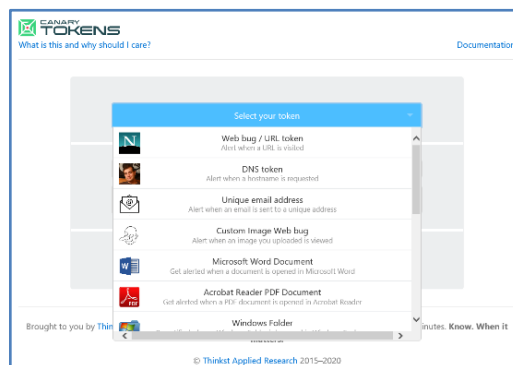 CANARY
TOKENS
What is this and why should I care?
Documentation
Select your token
Web bug / URL token
Alert when a URL is visited
DNS token
Alert when a hostname is requested
Unique email address
Alert when an email is sent to a unique address
Custom Image Web bug
Alert when an image you uploaded is viewed
Microsoft Word Document
Get alerted when a document is opened in Microsoft Word
Acrobat Reader PDF Document
Get alerted when a PDF document is opened in Acrobat Reader
Windows Folder
Brought to you by Thin
inutes. Know. When it
© Thinkst Applied Research 2015–2020